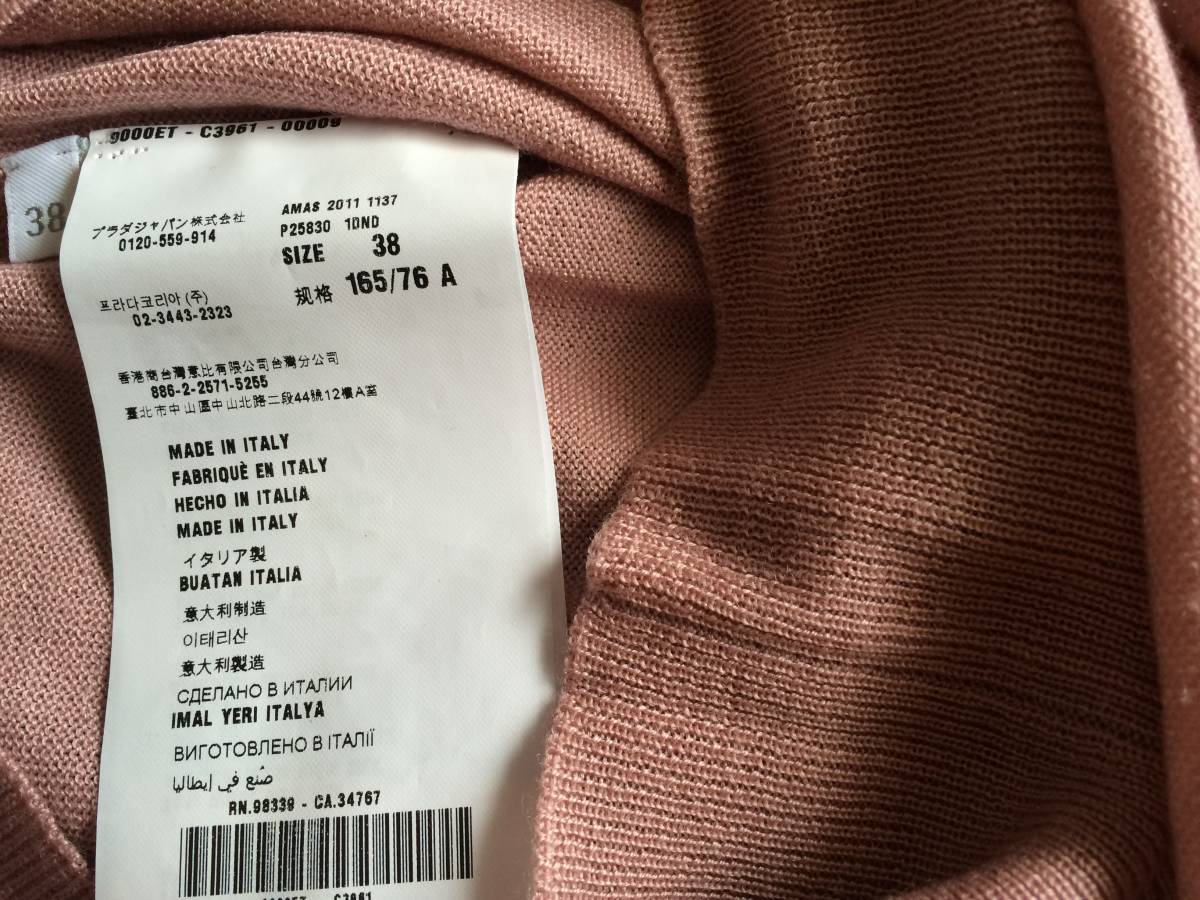 9000ET - C3961 - 00009
38
プラダジャパン株式会社
0120-559-914
AMAS 2011 1137
P25830 1DND
SIZE 38
规格 165/76 A
프라다코리아 (주)
02-3443-2323
香港商台灣意比有限公司台灣分公司
886-2-2571-5255
臺北市中山區中山北路二段44號12樓A室
MADE IN ITALY
FABRIQUÈ EN ITALY
HECHO IN ITALIA
MADE IN ITALY
イタリア製
BUATAN ITALIA
意大利制造
이태리산
意大利製造
СДЕЛАНО В ИТАЛИИ
IMAL YERI ITALYA
ВИГОТОВЛЕНО В ІТАЛІЇ
صُنع في إيطاليا
RN.98339 - CA.34767